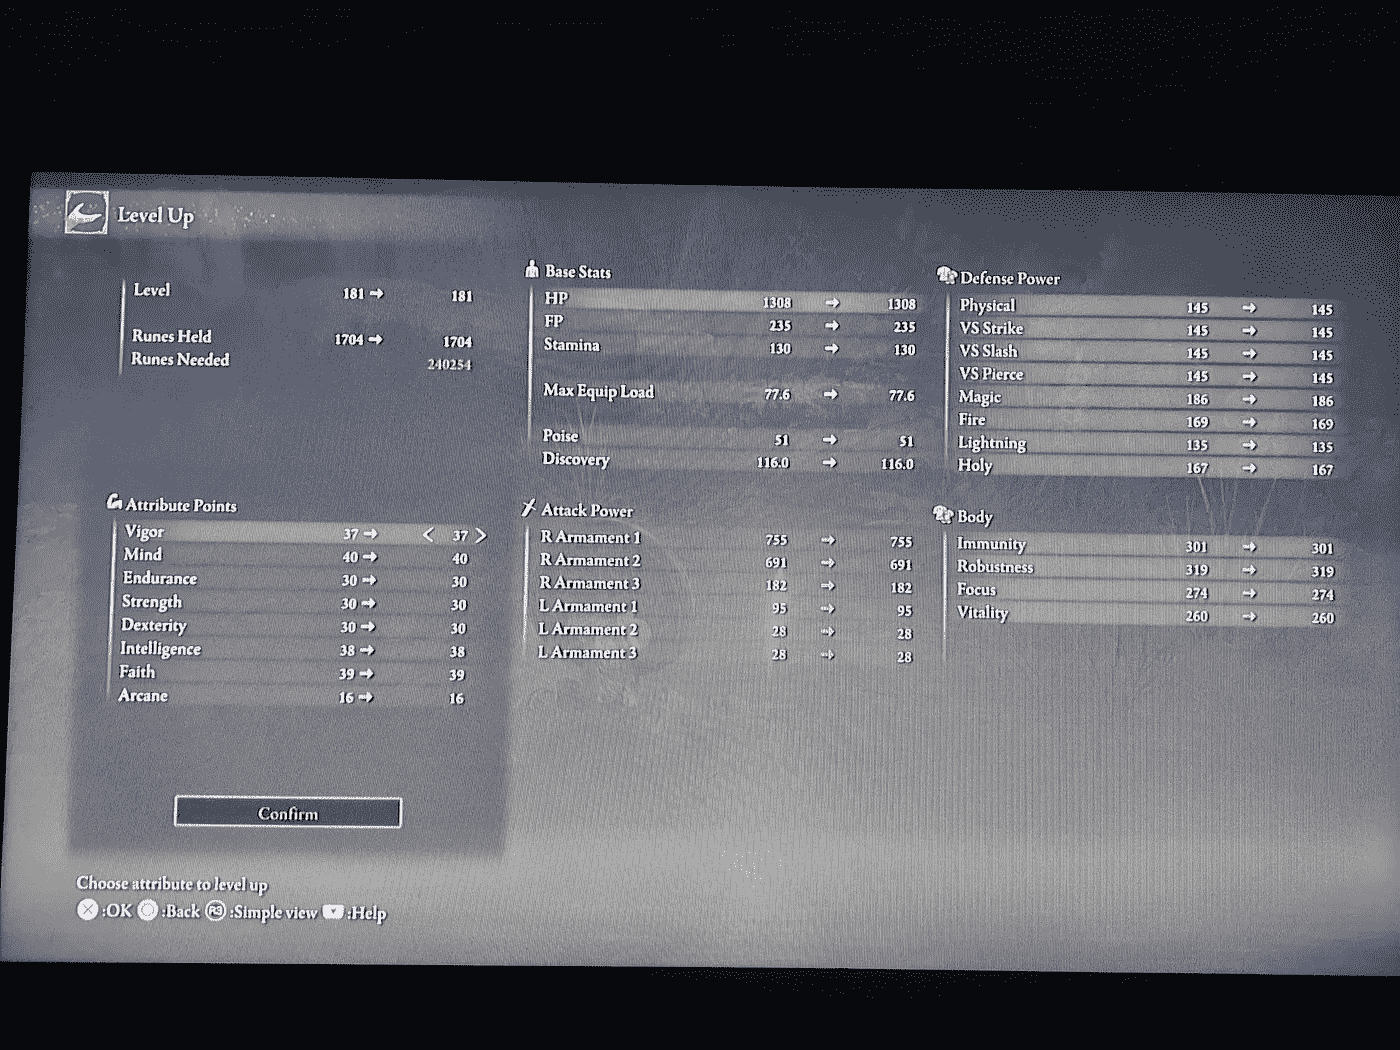 Level Up
Level 181 → 181
Runes Held 1704 → 1704
Runes Needed 240254
Attribute Points
Vigor 37 → < 37 >
Mind 40 → 40
Endurance 30 → 30
Strength 30 → 30
Dexterity 30 → 30
Intelligence 38 → 38
Faith 39 → 39
Arcane 16 → 16
Confirm
Base Stats
HP 1308 → 1308
FP 235 → 235
Stamina 130 → 130
Max Equip Load 77.6 → 77.6
Poise 51 → 51
Discovery 116.0 → 116.0
Attack Power
R Armament 1 755 → 755
R Armament 2 691 → 691
R Armament 3 182 → 182
L Armament 1 95 → 95
L Armament 2 28 → 28
L Armament 3 28 → 28
Defense Power
Physical 145 → 145
VS Strike 145 → 145
VS Slash 145 → 145
VS Pierce 145 → 145
Magic 186 → 186
Fire 169 → 169
Lightning 135 → 135
Holy 167 → 167
Body
Immunity 301 → 301
Robustness 319 → 319
Focus 274 → 274
Vitality 260 → 260
Choose attribute to level up
:OK :Back R3 :Simple view :Help